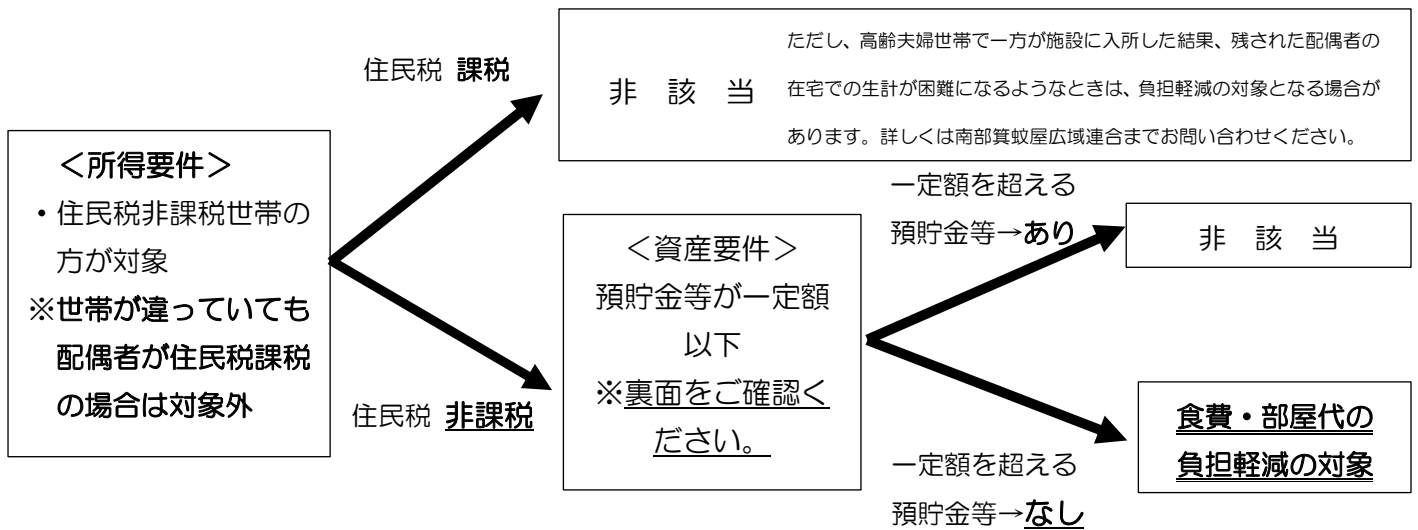 ＜所得要件＞
・住民税非課税世帯の
方が対象
※世帯が違っていても
配偶者が住民税課税
の場合は対象外
住民税 課税
非 該 当
ただし、高齢夫婦世帯で一方が施設に入所した結果、残された配偶者の
在宅での生計が困難になるようなときは、負担軽減の対象となる場合が
あります。詳しくは南部箕蚊屋広域連合までお問い合わせください。
住民税 非課税
＜資産要件＞
預貯金等が一定額
以下
※裏面をご確認く
ださい。
一定額を超える
預貯金等→あり
非 該 当
一定額を超える
預貯金等→なし
食費・部屋代の
負担軽減の対象